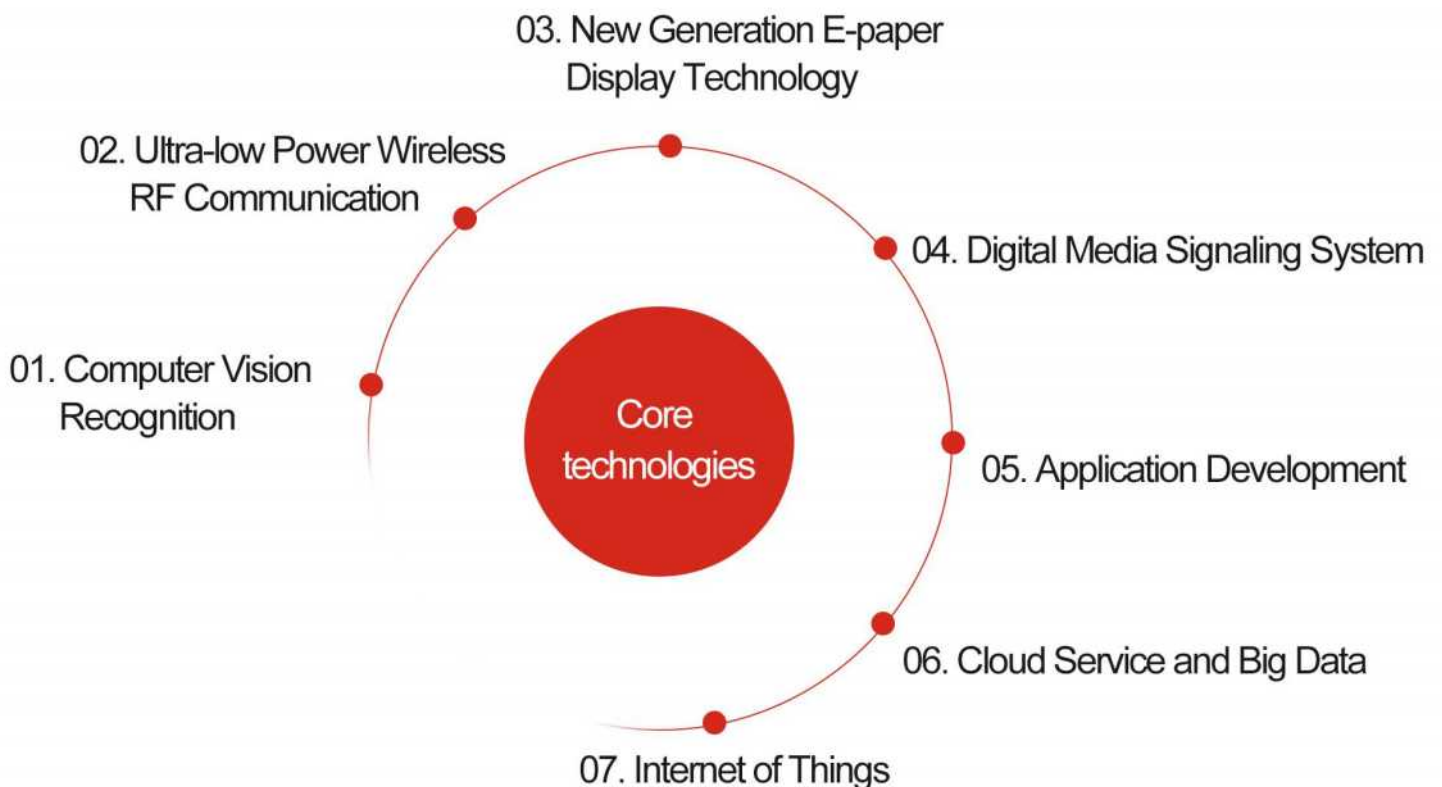 03. New Generation E-paper
Display Technology
02. Ultra-low Power Wireless
RF Communication
04. Digital Media Signaling System
01. Computer Vision
Recognition
Core
technologies
05. Application Development
06. Cloud Service and Big Data
07. Internet of Things